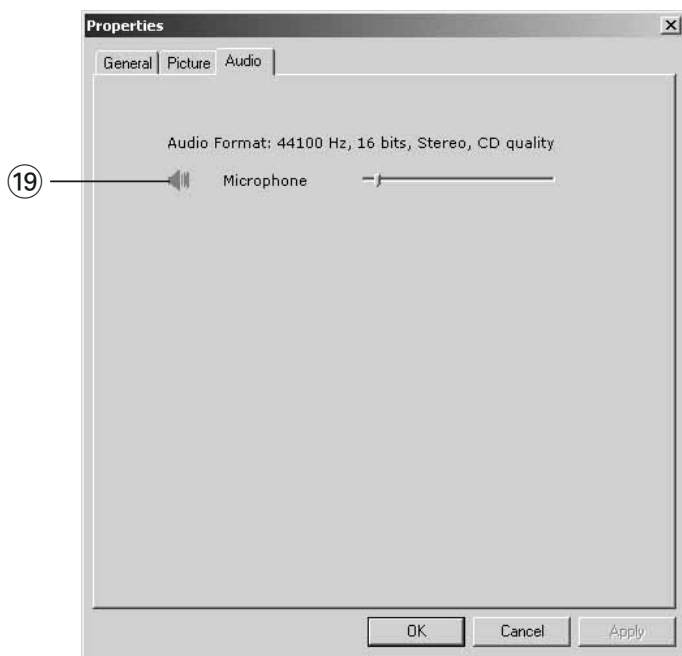 Properties
General Picture Audio
Audio Format: 44100 Hz, 16 bits, Stereo, CD quality
⑲ Microphone
OK Cancel Apply